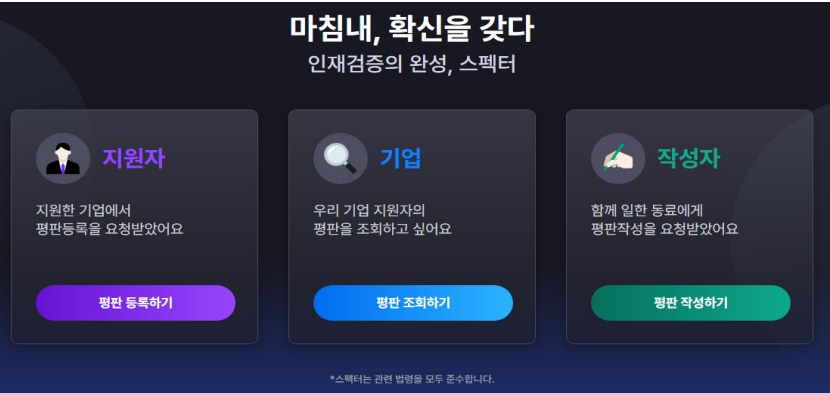 마침내, 확신을 갖다
인재검증의 완성, 스펙터
지원자
지원한 기업에서
평판등록을 요청받았어요
평판 등록하기
기업
우리 기업 지원자의
평판을 조회하고 싶어요
평판 조회하기
작성자
함께 일한 동료에게
평판작성을 요청받았어요
평판 작성하기
*스펙터는 관련 법령을 모두 준수합니다.